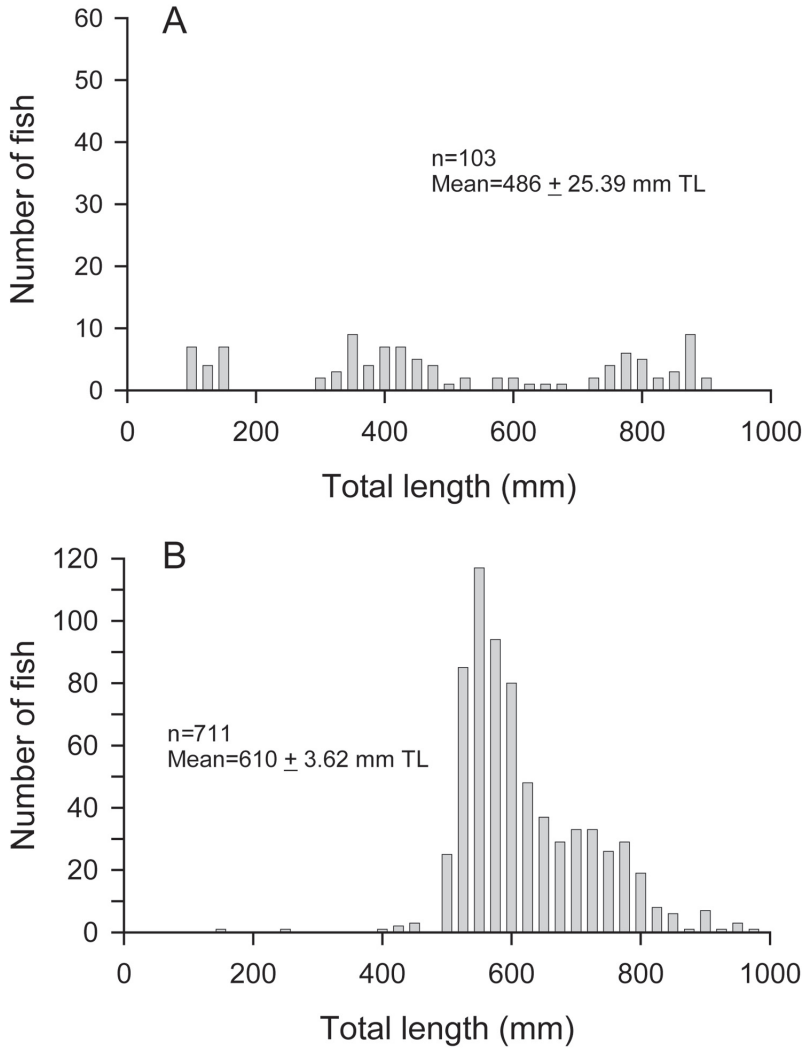 A
60
50
40
30
20
10
0
Number of fish
n=103
Mean=486 ± 25.39 mm TL
0 200 400 600 800 1000
Total length (mm)
B
120
100
80
60
40
20
0
Number of fish
n=711
Mean=610 ± 3.62 mm TL
0 200 400 600 800 1000
Total length (mm)